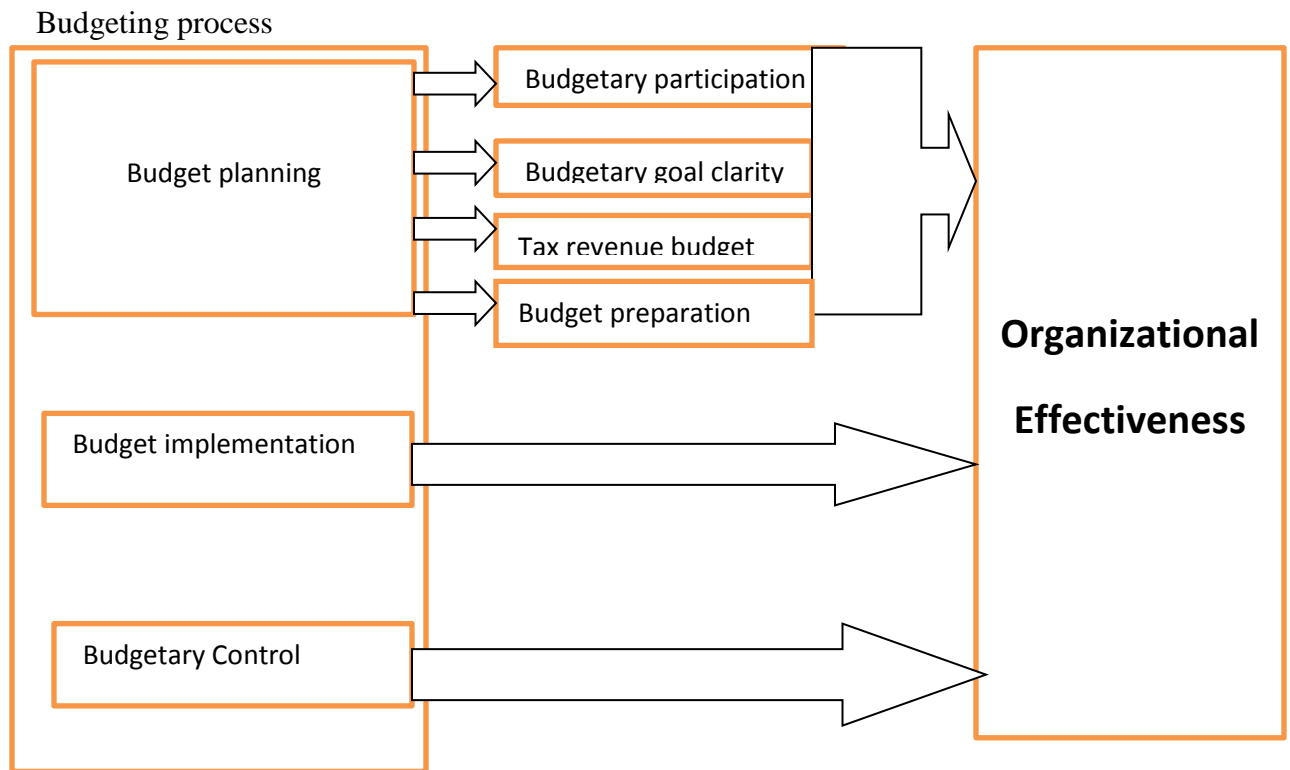 Budgeting process
Budget planning
Budgetary participation
Budgetary goal clarity
Tax revenue budget
Budget preparation
Budget implementation
Budgetary Control
Organizational
Effectiveness